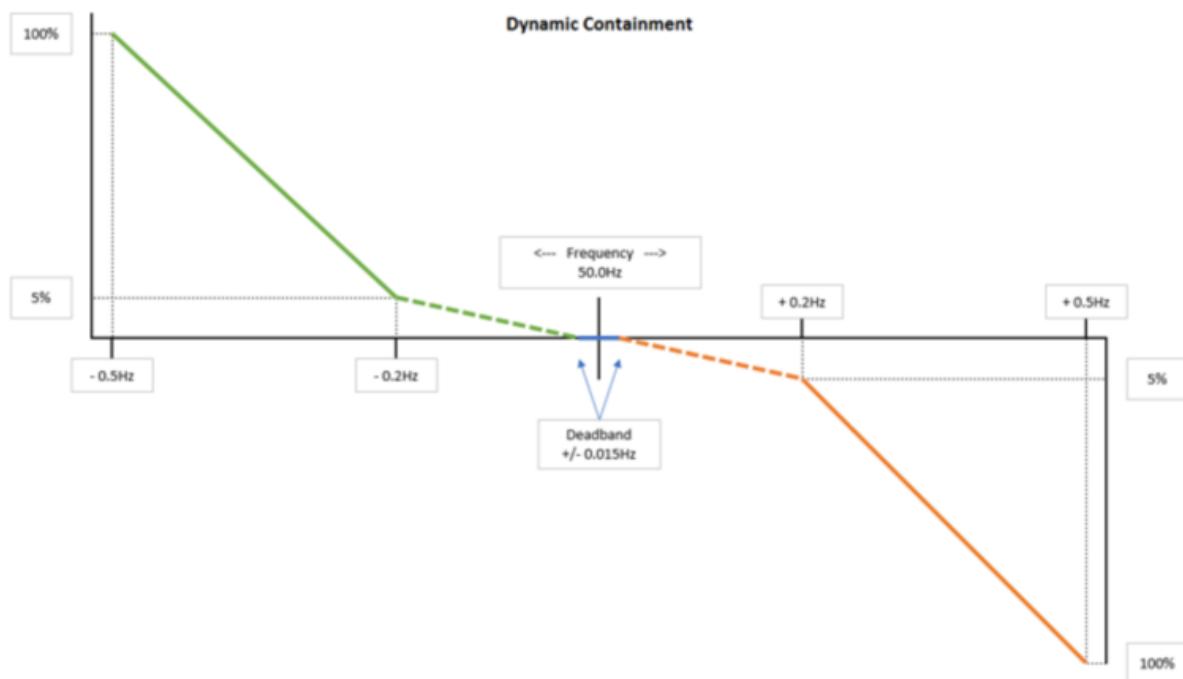 Dynamic Containment
100%
<--- Frequency --->
50.0Hz
5%
+ 0.2Hz
+ 0.5Hz
- 0.5Hz
- 0.2Hz
5%
Deadband
+/- 0.015Hz
100%